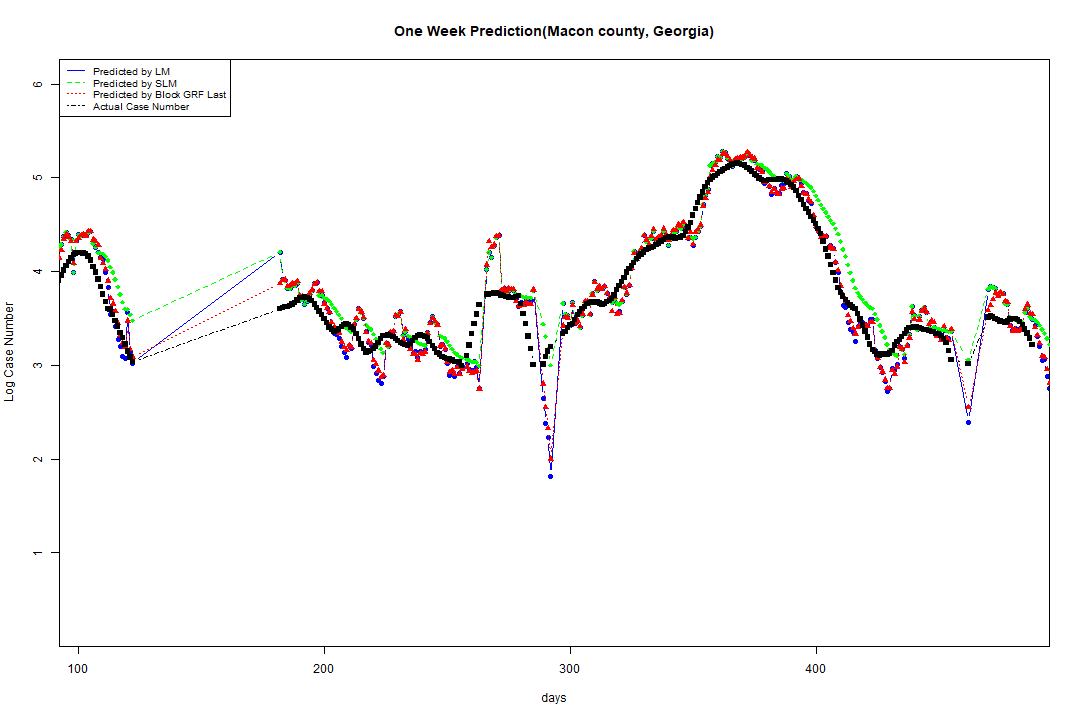 One Week Prediction(Macon county, Georgia)
Predicted by LM
Predicted by SLM
Predicted by Block GRF Last
Actual Case Number
Log Case Number
6
5
4
3
2
1
100 200 300 400
days